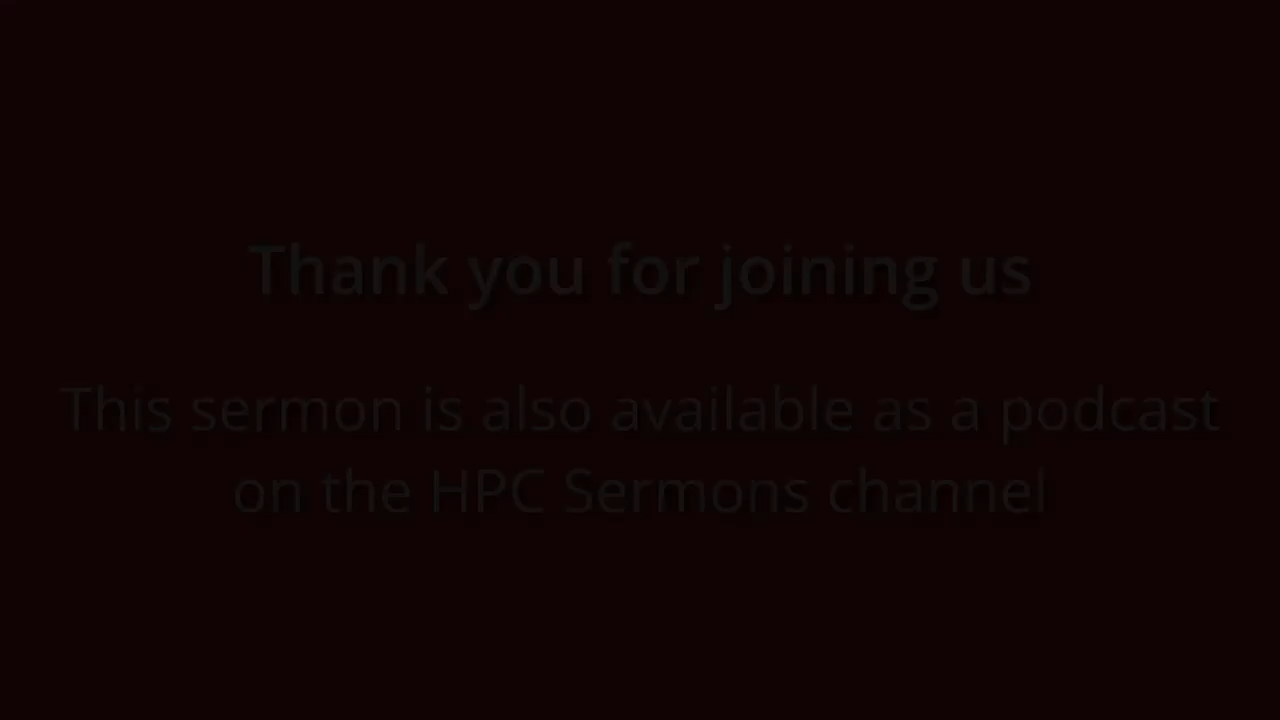 Thank you for joining us
This sermon is also available as a podcast
on the HPC Sermons channel